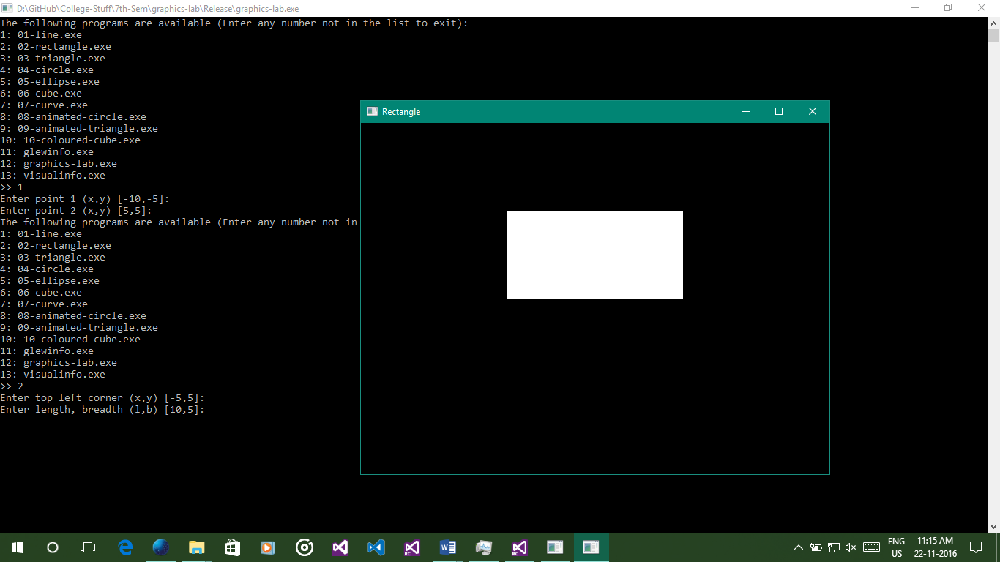 D:\GitHub\College-Stuff\7th-Sem\graphics-lab\Release\graphics-lab.exe
The following programs are available (Enter any number not in the list to exit):
1: 01-line.exe
2: 02-rectangle.exe
3: 03-triangle.exe
4: 04-circle.exe
5: 05-ellipse.exe
6: 06-cube.exe
7: 07-curve.exe
8: 08-animated-circle.exe
9: 09-animated-triangle.exe
10: 10-coloured-cube.exe
11: glewinfo.exe
12: graphics-lab.exe
13: visualinfo.exe
>> 1
Enter point 1 (x,y) [-10,-5]:
Enter point 2 (x,y) [5,5]:
The following programs are available (Enter any number not in
1: 01-line.exe
2: 02-rectangle.exe
3: 03-triangle.exe
4: 04-circle.exe
5: 05-ellipse.exe
6: 06-cube.exe
7: 07-curve.exe
8: 08-animated-circle.exe
9: 09-animated-triangle.exe
10: 10-coloured-cube.exe
11: glewinfo.exe
12: graphics-lab.exe
13: visualinfo.exe
>> 2
Enter top left corner (x,y) [-5,5]:
Enter length, breadth (l,b) [10,5]:
Rectangle
RC
RC
ENG
US
11:15 AM
22-11-2016